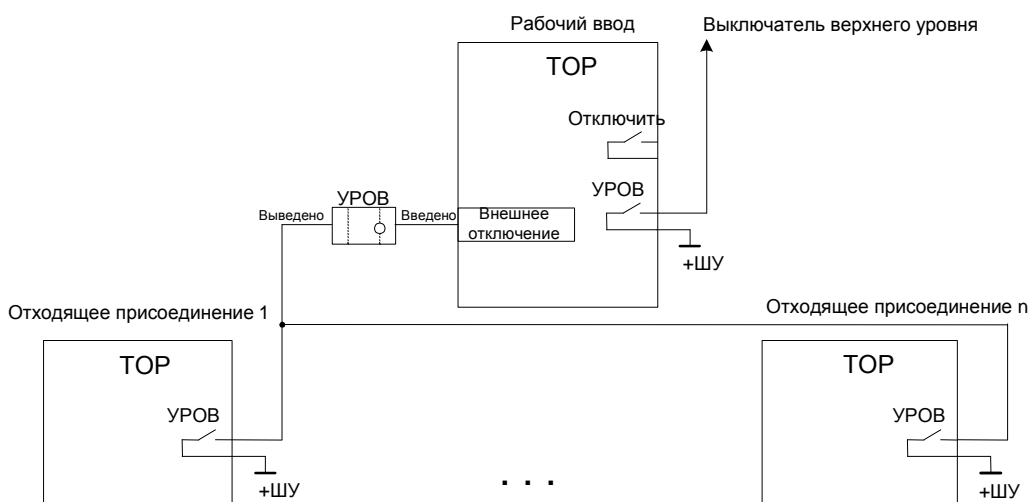 Рабочий ввод
Выключатель верхнего уровня
ТОР
Отключить
УРОВ
УРОВ
Выведено
Введено
Внешнее
отключение
+ШУ
Отходящее присоединение 1
Отходящее присоединение n
ТОР
ТОР
УРОВ
УРОВ
+ШУ
. . .
+ШУ